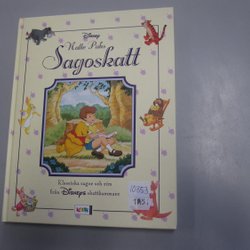 Disney
Nalle Puhs
Sagoskatt
Klassiska sagor och rim
från Disneys skattkammare